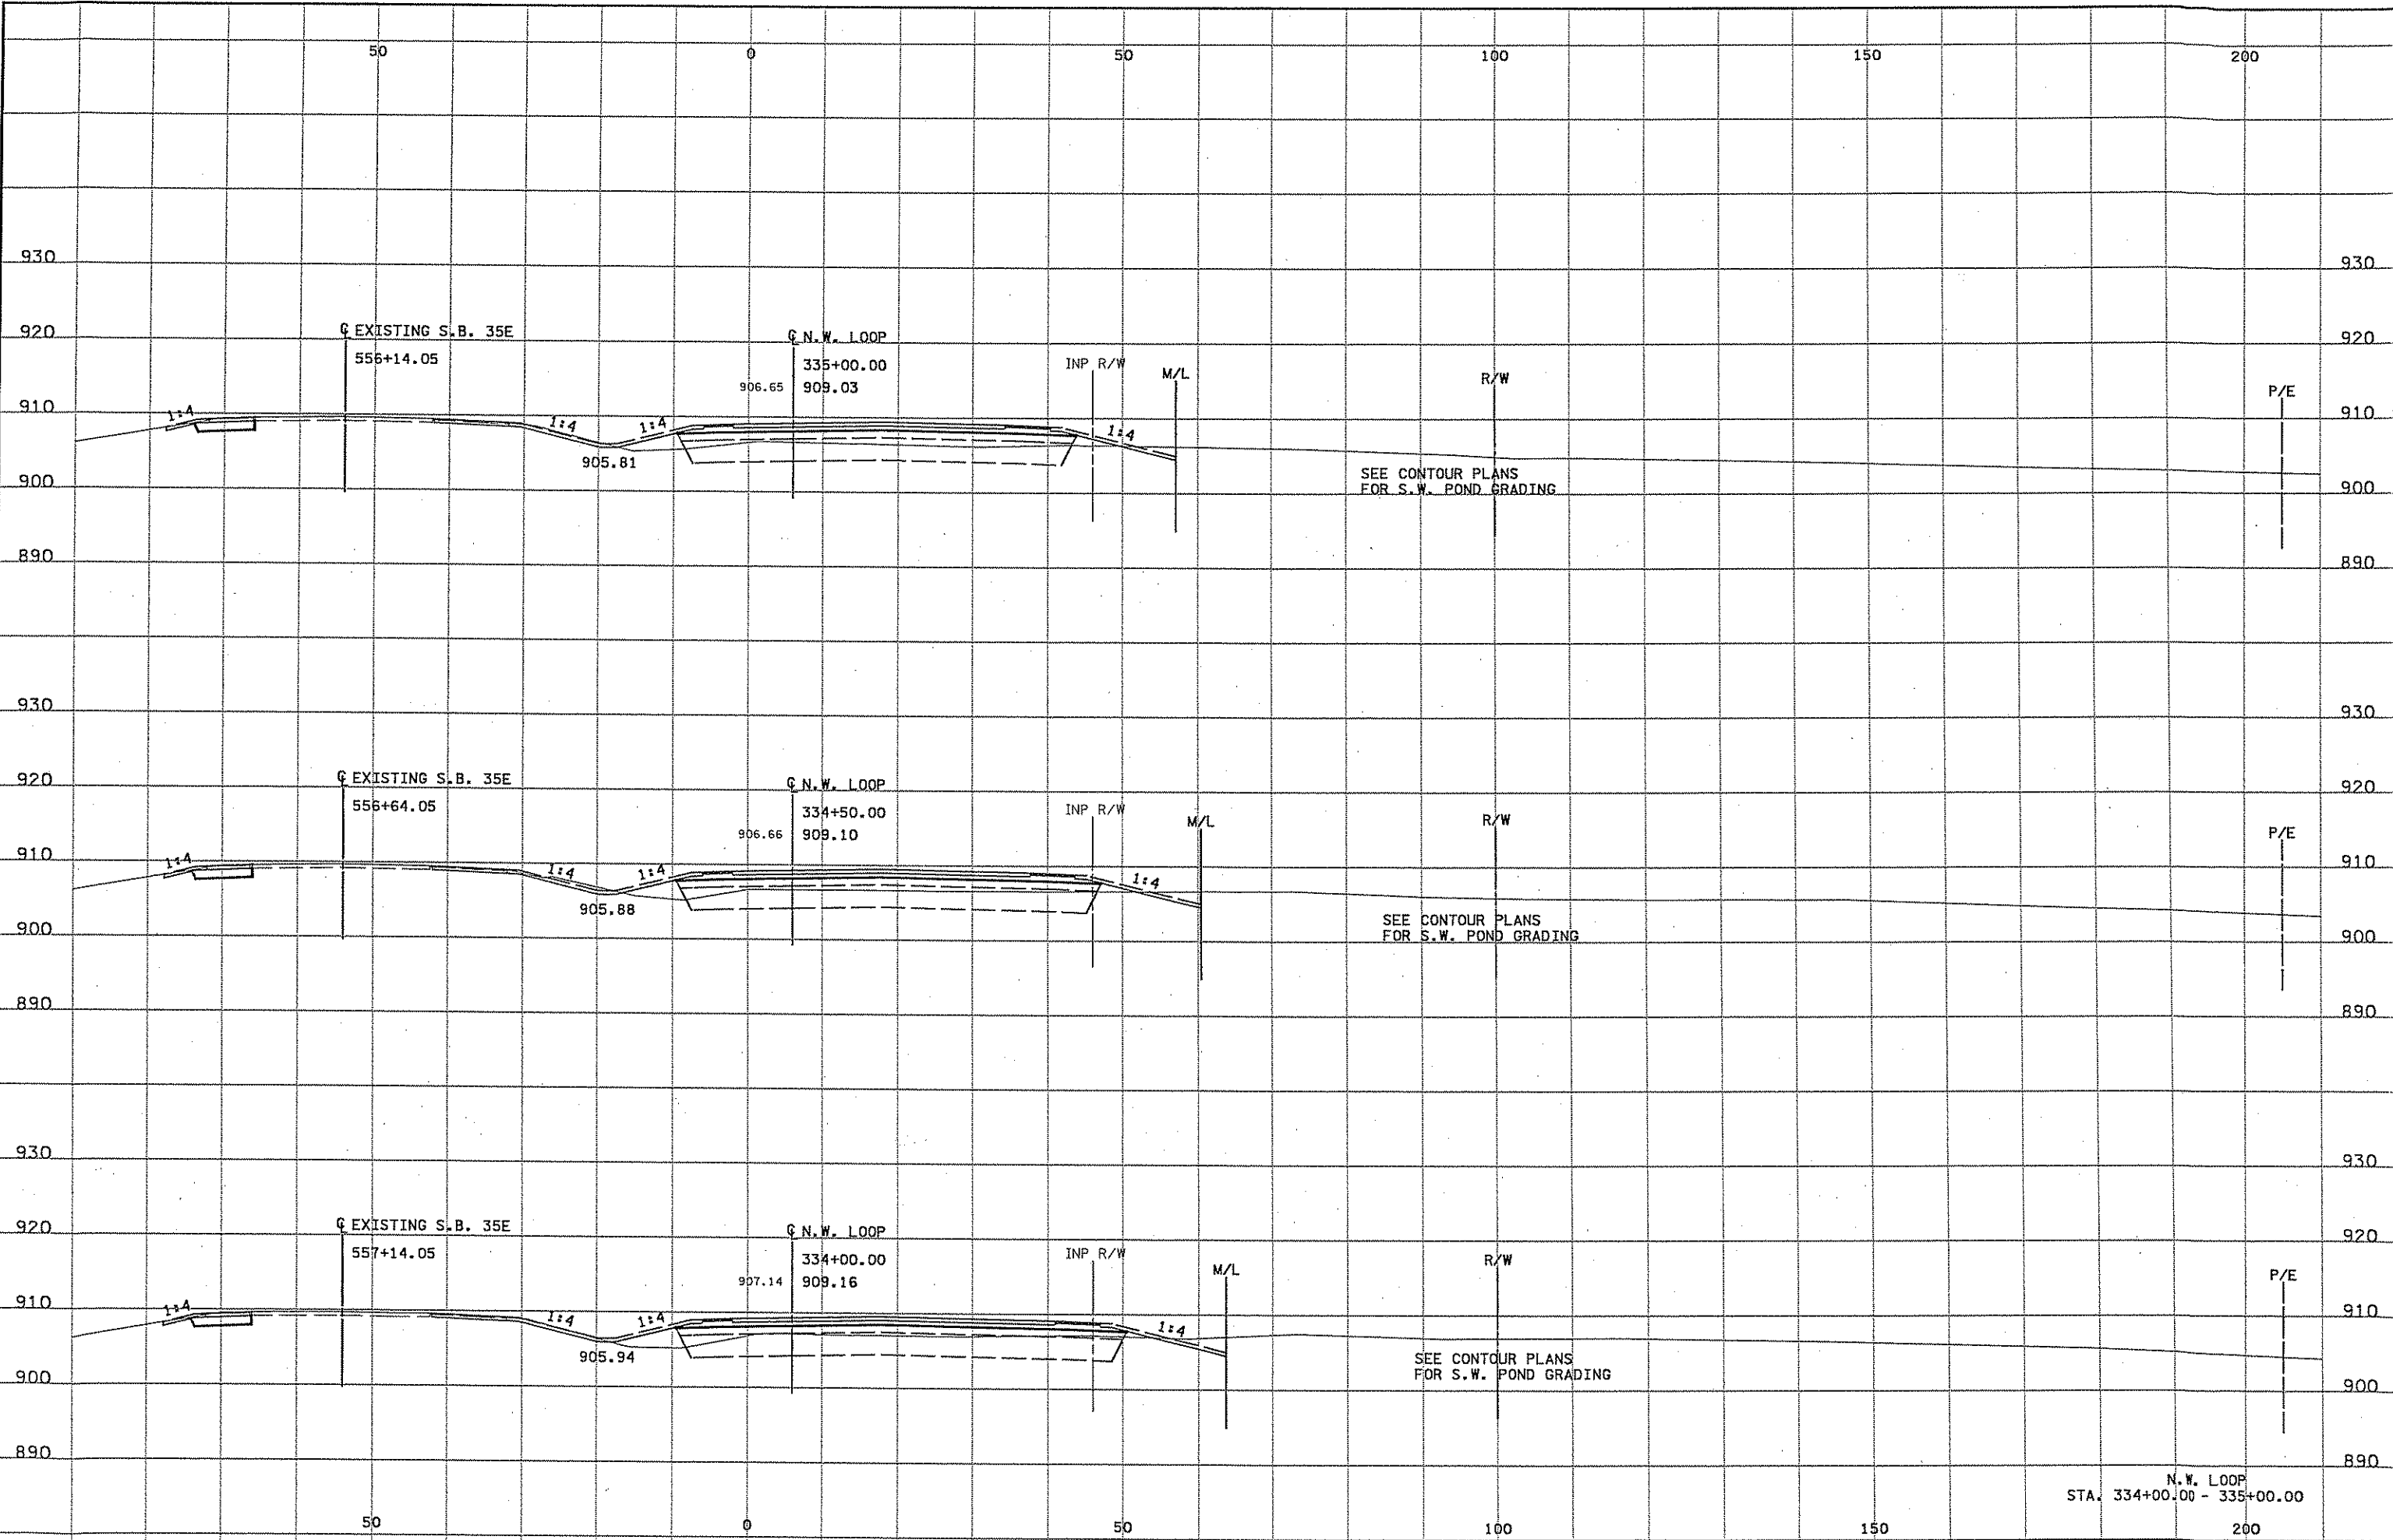 50 0 50 100 150 200
930 930
920 920
℄ EXISTING S.B. 35E
556+14.05
℄ N.W. LOOP
335+00.00
906.65 909.03
INP R/W
M/L
R/W
P/E
910 910
1:4 1:4 1:4 1:4
905.81
SEE CONTOUR PLANS
FOR S.W. POND GRADING
900 900
890 890
930 930
920 920
℄ EXISTING S.B. 35E
556+64.05
℄ N.W. LOOP
334+50.00
906.66 909.10
INP R/W
M/L
R/W
P/E
910 910
1:4 1:4 1:4 1:4
905.88
SEE CONTOUR PLANS
FOR S.W. POND GRADING
900 900
890 890
930 930
920 920
℄ EXISTING S.B. 35E
557+14.05
℄ N.W. LOOP
334+00.00
907.14 909.16
INP R/W
M/L
R/W
P/E
910 910
1:4 1:4 1:4 1:4
905.94
SEE CONTOUR PLANS
FOR S.W. POND GRADING
900 900
890 890
N.W. LOOP
STA. 334+00.00 - 335+00.00
50 0 50 100 150 200